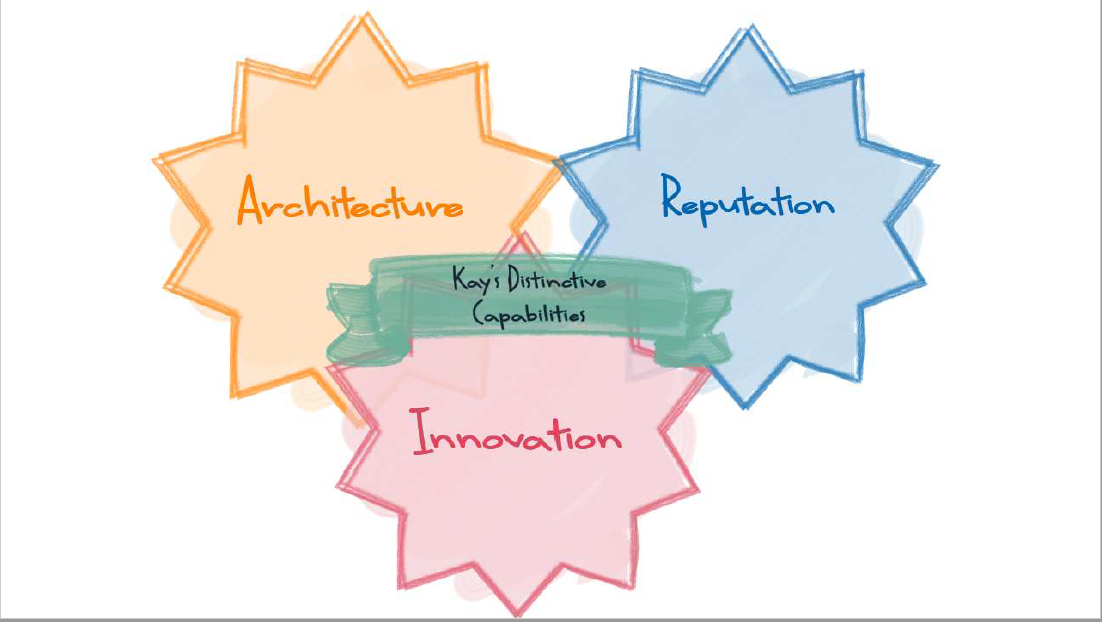 Architecture
Reputation
Kay's Distinctive
Capabilities
Innovation